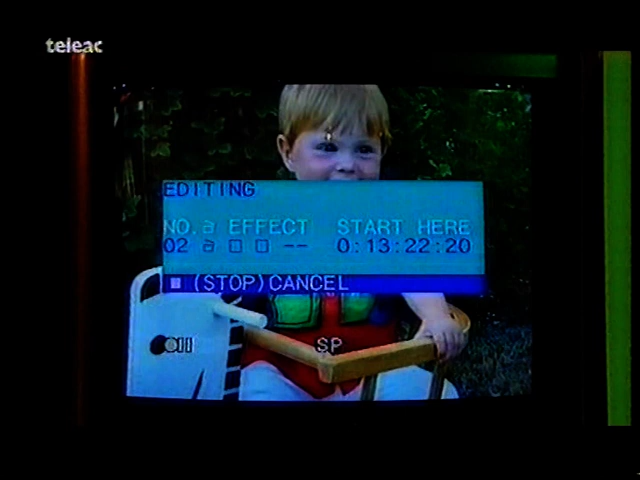 teleac
EDITING
NO. a EFFECT START HERE
02 a □ □ -- 0:13:22:20
■ (STOP)CANCEL
SP